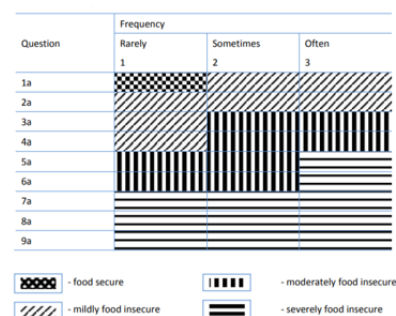 Frequency
Question Rarely Sometimes Often
1 2 3
1a
2a
3a
4a
5a
6a
7a
8a
9a
- food secure - moderately food insecure
- mildly food insecure - severely food insecure